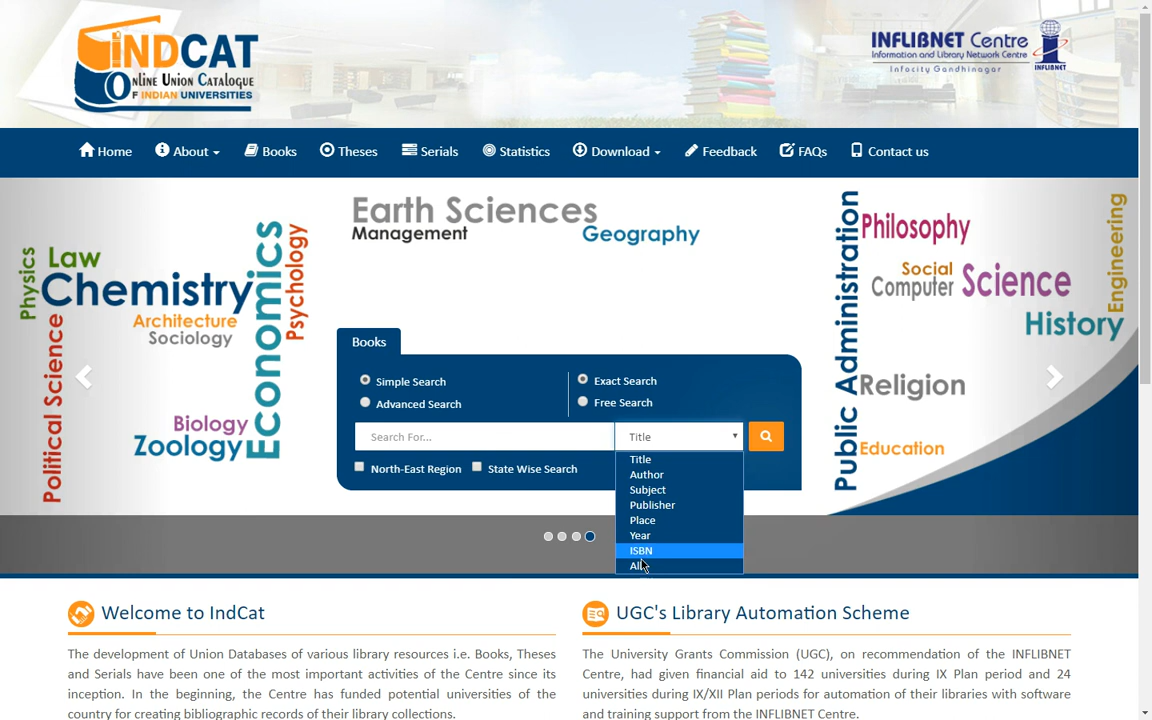 INDCAT
ONLINE UNION CATALOGUE
OF INDIAN UNIVERSITIES
INFLIBNET Centre
Information and Library Network Centre
Infocity Gandhinagar
INFLIBNET
Home About Books Theses Serials Statistics Download Feedback FAQs Contact us
Physics
Law
Chemistry
Architecture
Sociology
Political Science
Biology
Zoology
Economics
Psychology
Earth Sciences
Management
Geography
Public Administration
Philosophy
Social
Computer Science
Engineering
History
Religion
Education
Books
Simple Search
Exact Search
Advanced Search
Free Search
Search For...
Title
North-East Region
State Wise Search
Title
Author
Subject
Publisher
Place
Year
ISBN
All
Welcome to IndCat
The development of Union Databases of various library resources i.e. Books, Theses
and Serials have been one of the most important activities of the Centre since its
inception. In the beginning, the Centre has funded potential universities of the
country for creating bibliographic records of their library collections.
UGC's Library Automation Scheme
The University Grants Commission (UGC), on recommendation of the INFLIBNET
Centre, had given financial aid to 142 universities during IX Plan period and 24
universities during IX/XII Plan periods for automation of their libraries with software
and training support from the INFLIBNET Centre.